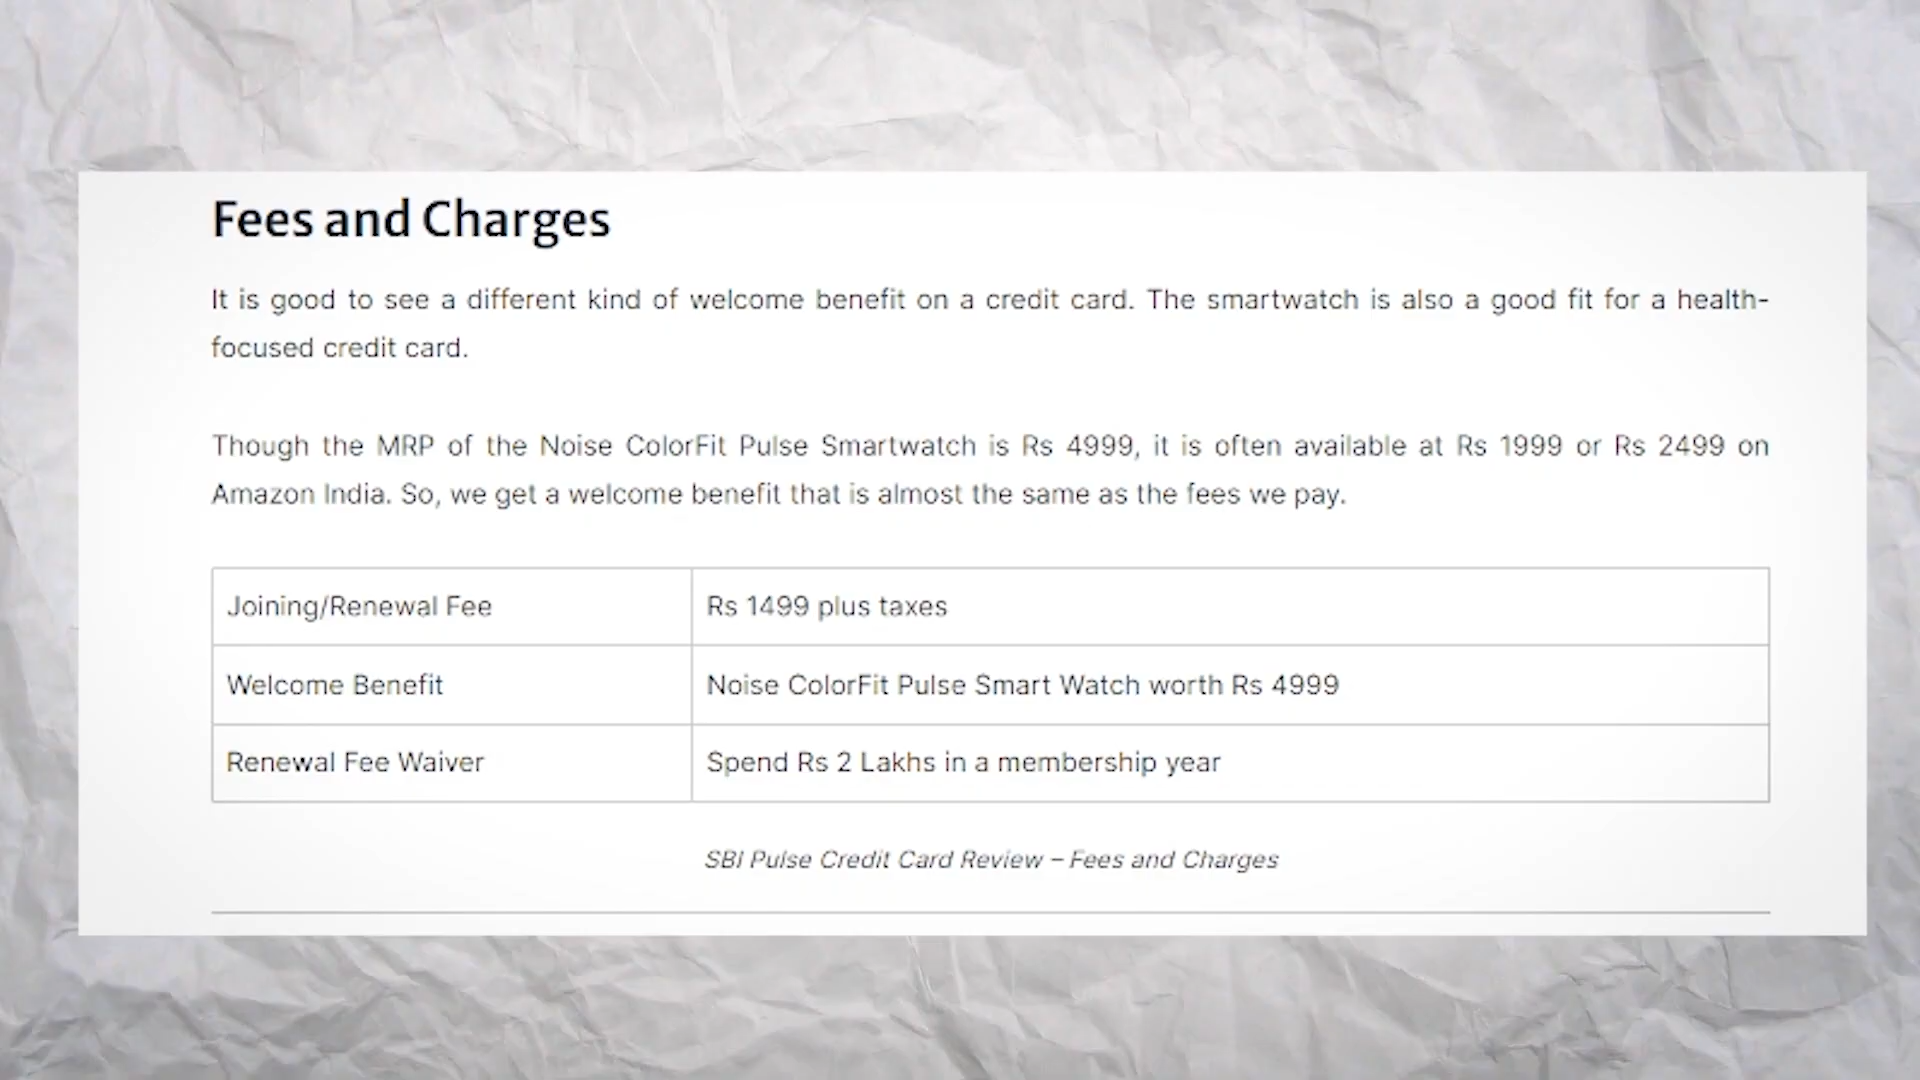 Fees and Charges
It is good to see a different kind of welcome benefit on a credit card. The smartwatch is also a good fit for a health-
focused credit card.
Though the MRP of the Noise ColorFit Pulse Smartwatch is Rs 4999, it is often available at Rs 1999 or Rs 2499 on
Amazon India. So, we get a welcome benefit that is almost the same as the fees we pay.
Joining/Renewal Fee Rs 1499 plus taxes
Welcome Benefit Noise ColorFit Pulse Smart Watch worth Rs 4999
Renewal Fee Waiver Spend Rs 2 Lakhs in a membership year
SBI Pulse Credit Card Review – Fees and Charges